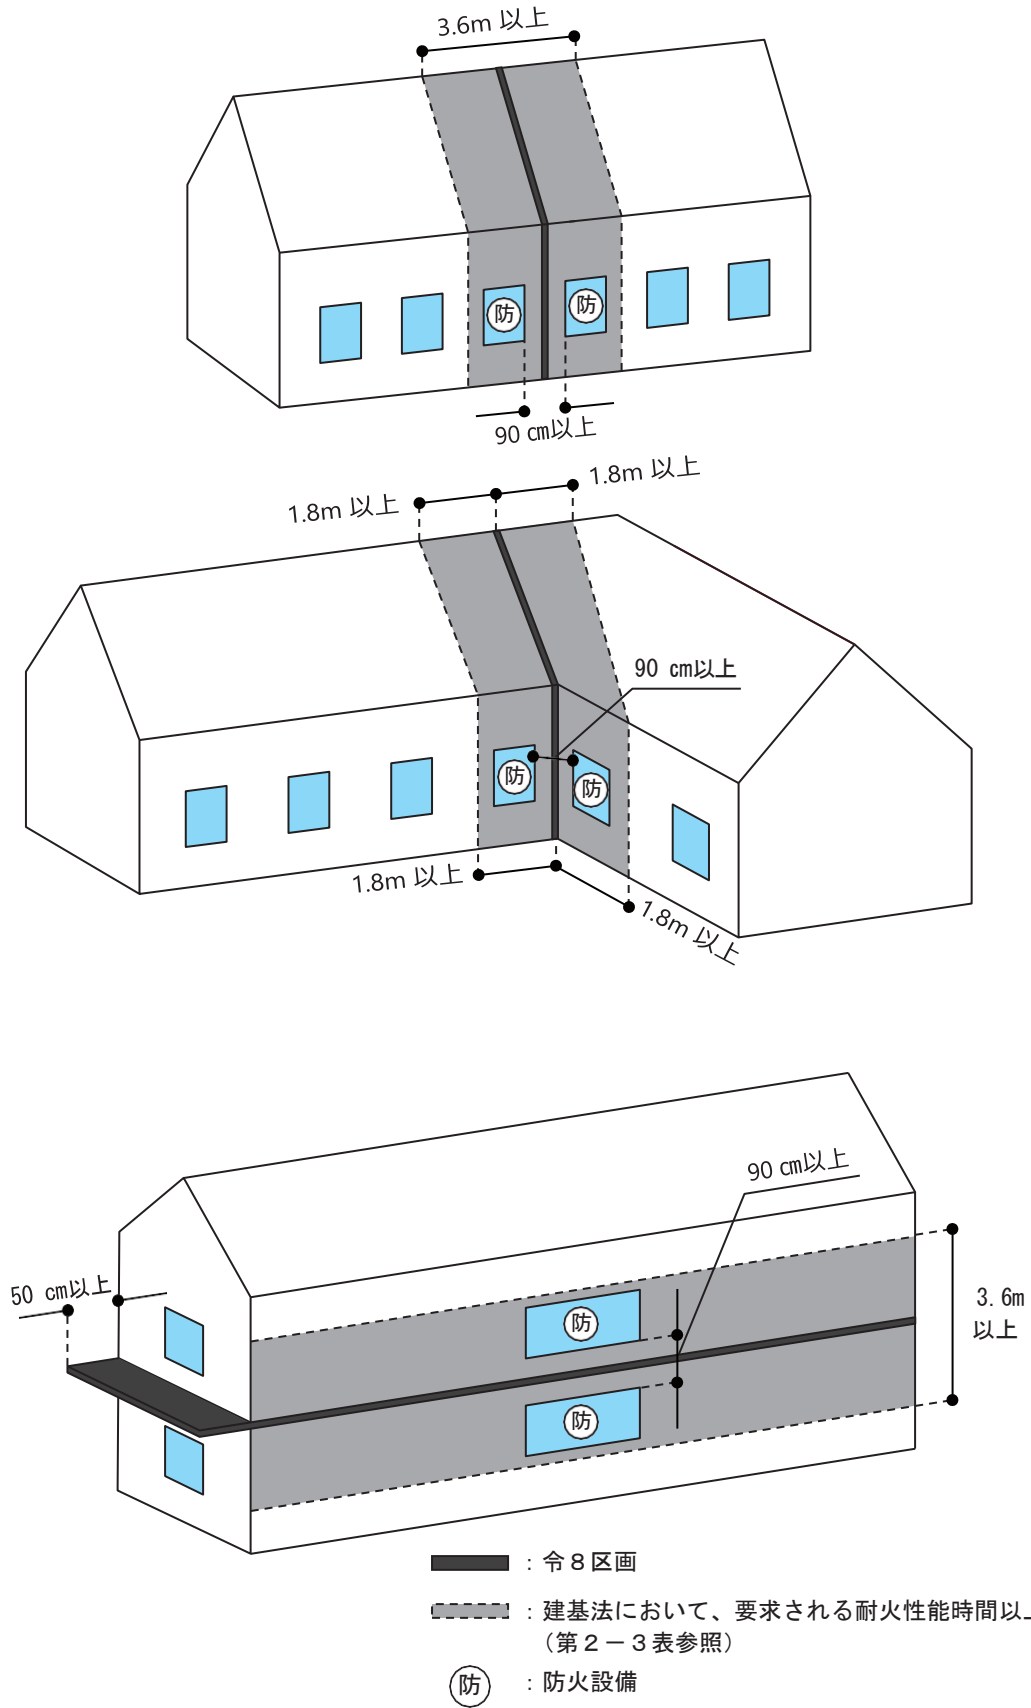 3.6m 以上
防
防
90 ㎝以上
1.8m 以上
1.8m 以上
90 ㎝以上
防
防
1.8m 以上
1.8m 以上
90 ㎝以上
50 ㎝以上
防
3.6m
以上
防
：令８区画
：建基法において、要求される耐火性能時間以上
（第２－３表参照）
防 ：防火設備